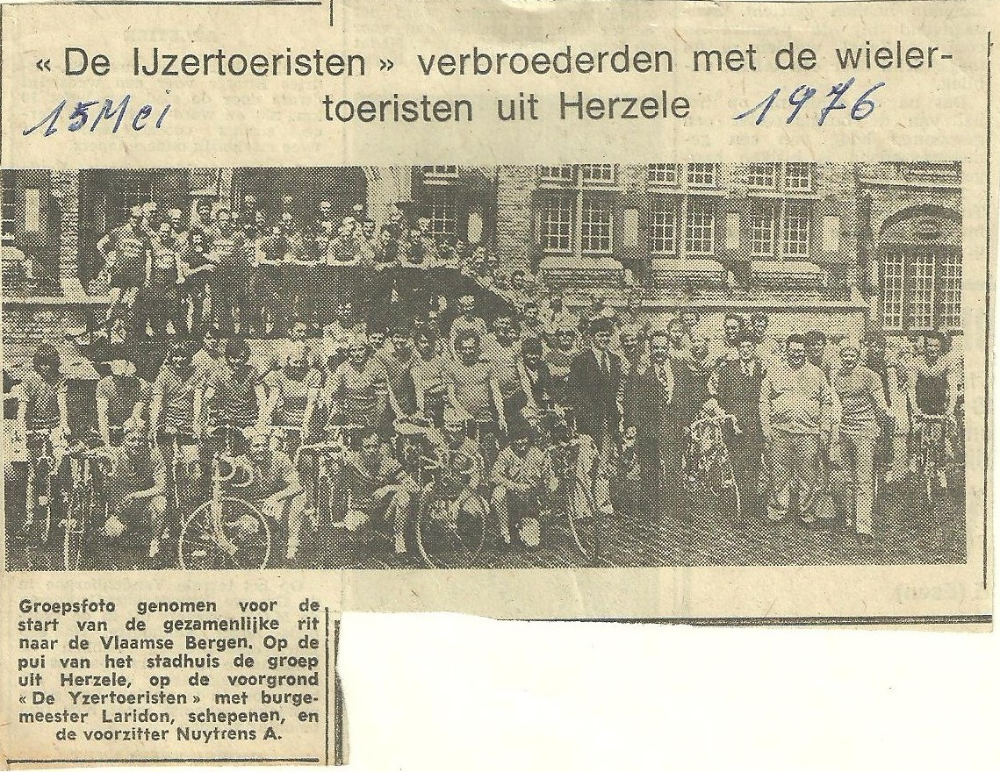 « De IJzertoeristen » verbroederden met de wieler-
toeristen uit Herzele
15 Mei 1976
Groepsfoto genomen voor de
start van de gezamenlijke rit
naar de Vlaamse Bergen. Op de
pui van het stadhuis de groep
uit Herzele, op de voorgrond
« De Yzertoeristen » met burge-
meester Laridon, schepenen, en
de voorzitter Nuytrens A.